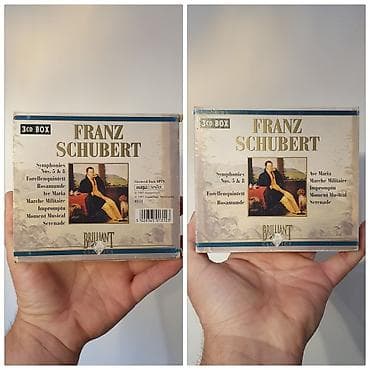 3CD BOX
FRANZ
SCHUBERT
Symphonies
Nos. 5 & 8
Forellenquintett
Rosamunde
Ave Maria
Marche Militaire
Impromptu
Moment Musical
Serenade
BRILLIANT
3CD BOX
FRANZ
SCHUBERT
Symphonies
Nos. 5 & 8
Forellenquintett
Rosamunde
Ave Maria
Marche Militaire
Impromptu
Moment Musical
Serenade
BRILLIANT